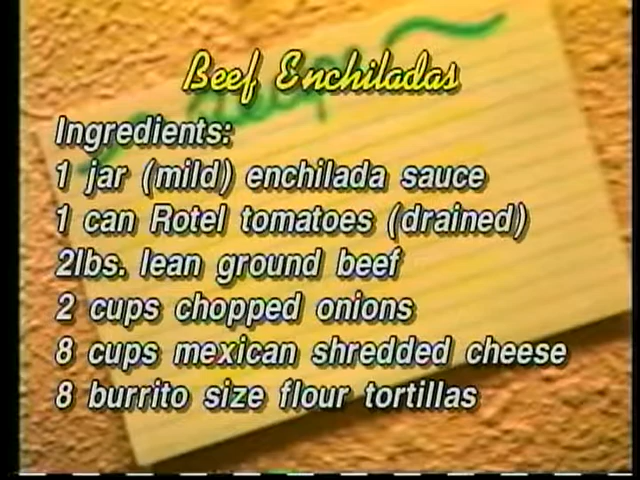 Beef Enchiladas
Ingredients:
1 jar (mild) enchilada sauce
1 can Rotel tomatoes (drained)
2lbs. lean ground beef
2 cups chopped onions
8 cups mexican shredded cheese
8 burrito size flour tortillas